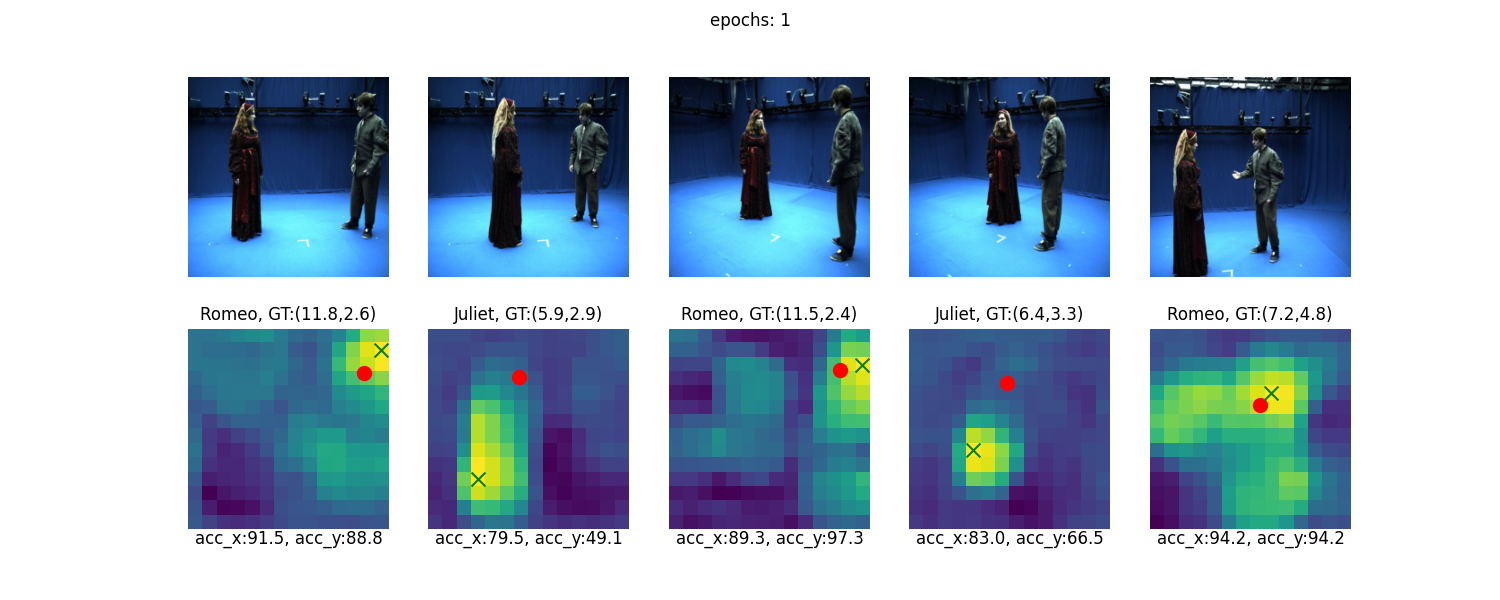 epochs: 1
Romeo, GT:(11.8,2.6)
Juliet, GT:(5.9,2.9)
Romeo, GT:(11.5,2.4)
Juliet, GT:(6.4,3.3)
Romeo, GT:(7.2,4.8)
acc_x:91.5, acc_y:88.8
acc_x:79.5, acc_y:49.1
acc_x:89.3, acc_y:97.3
acc_x:83.0, acc_y:66.5
acc_x:94.2, acc_y:94.2